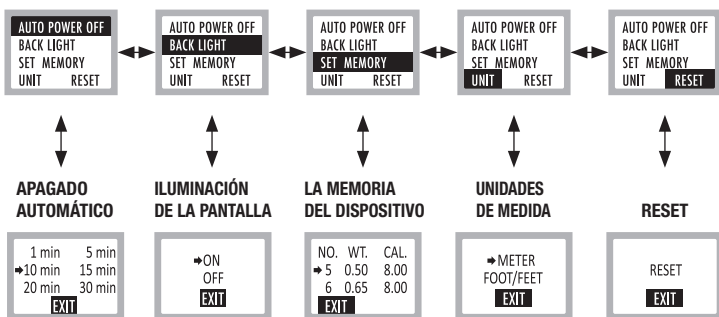 AUTO POWER OFF
BACK LIGHT
SET MEMORY
UNIT RESET
AUTO POWER OFF
BACK LIGHT
SET MEMORY
UNIT RESET
AUTO POWER OFF
BACK LIGHT
SET MEMORY
UNIT RESET
AUTO POWER OFF
BACK LIGHT
SET MEMORY
UNIT RESET
AUTO POWER OFF
BACK LIGHT
SET MEMORY
UNIT RESET
APAGADO
AUTOMÁTICO
ILUMINACIÓN
DE LA PANTALLA
LA MEMORIA
DEL DISPOSITIVO
UNIDADES
DE MEDIDA
RESET
1 min 5 min
➡10 min 15 min
20 min 30 min
EXIT
➡ON
OFF
EXIT
NO. WT. CAL.
➡5 0.50 8.00
6 0.65 8.00
EXIT
➡METER
FOOT/FEET
EXIT
RESET
EXIT